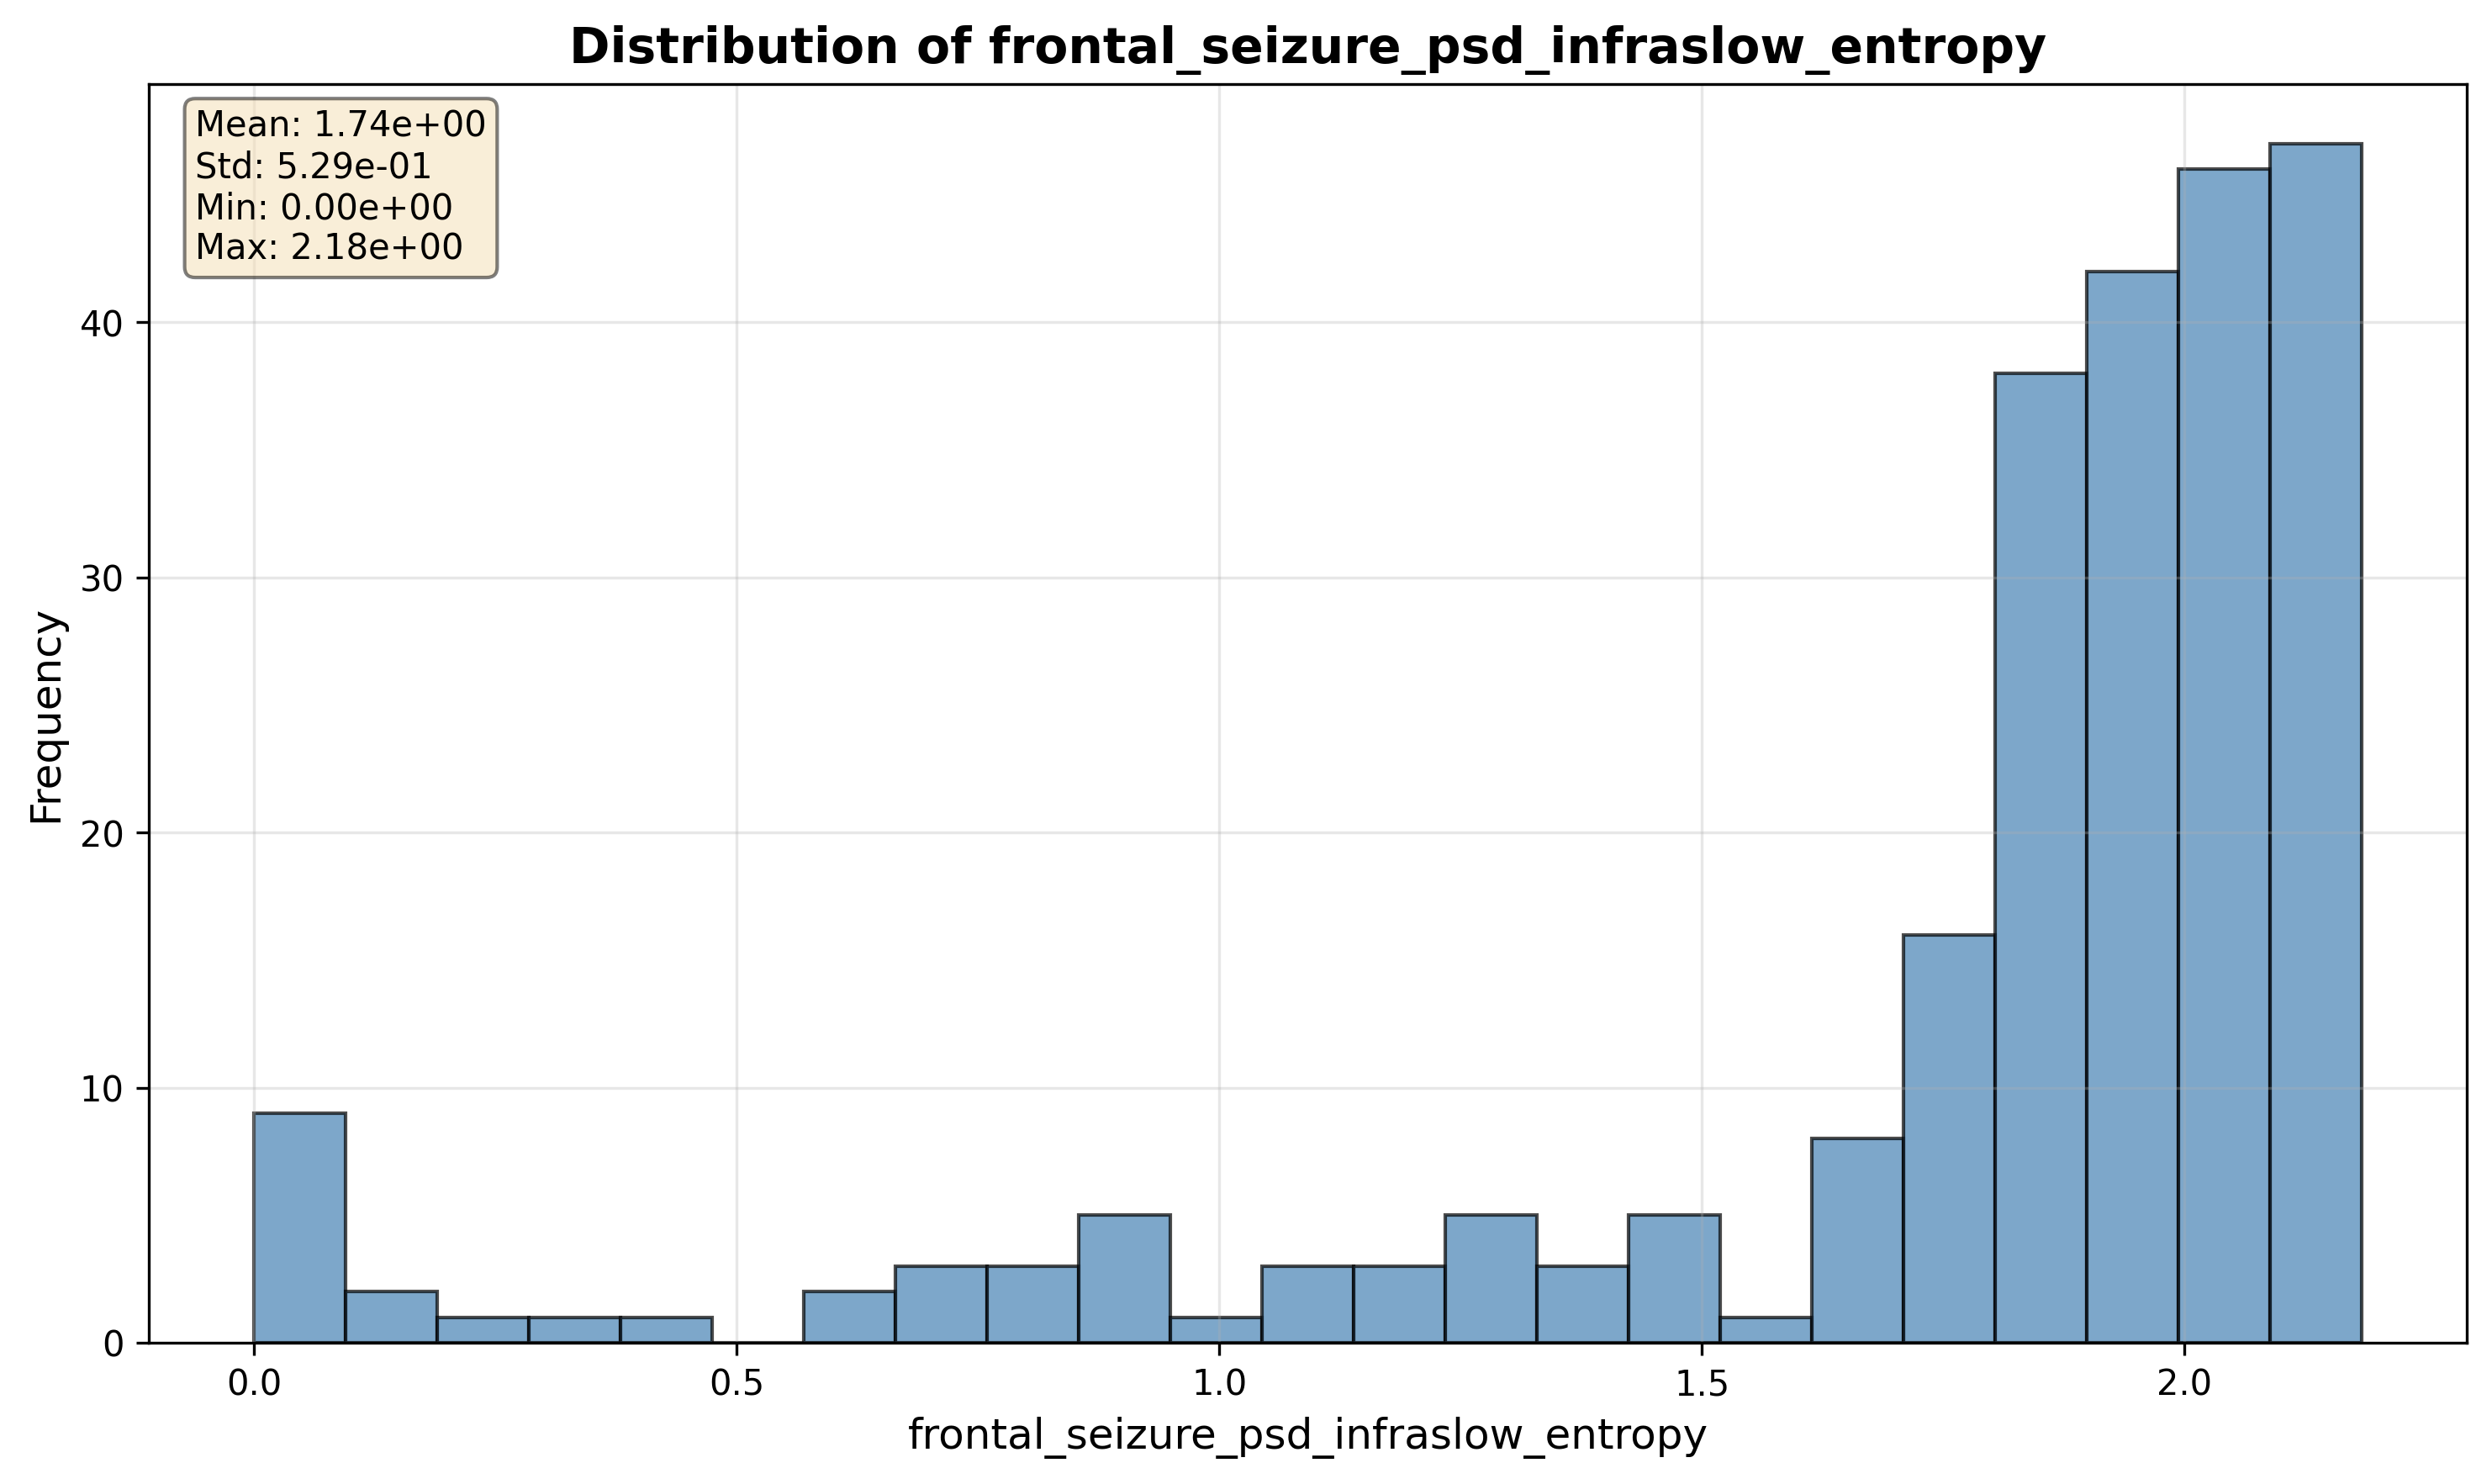 Distribution of frontal_seizure_psd_infraslow_entropy
Mean: 1.74e+00
Std: 5.29e-01
Min: 0.00e+00
Max: 2.18e+00
Frequency
40
30
20
10
0
0.0 0.5 1.0 1.5 2.0
frontal_seizure_psd_infraslow_entropy